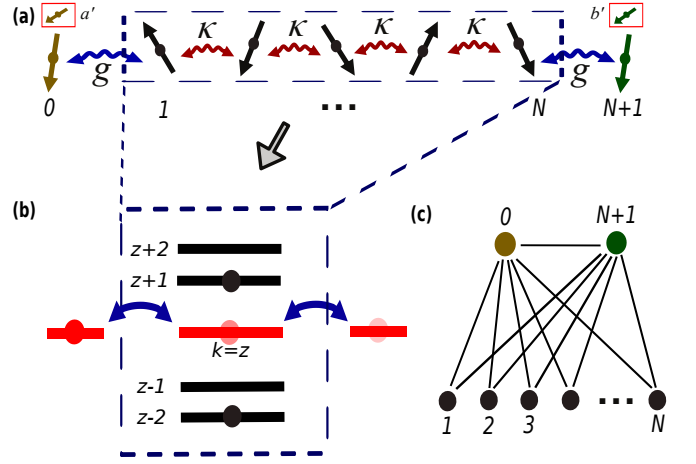 (a) a' b'
κ κ κ κ
g g
0 1 ... N N+1
(b) (c)
z+2
z+1
k=z
z-1
z-2
0 N+1
1 2 3 ... N